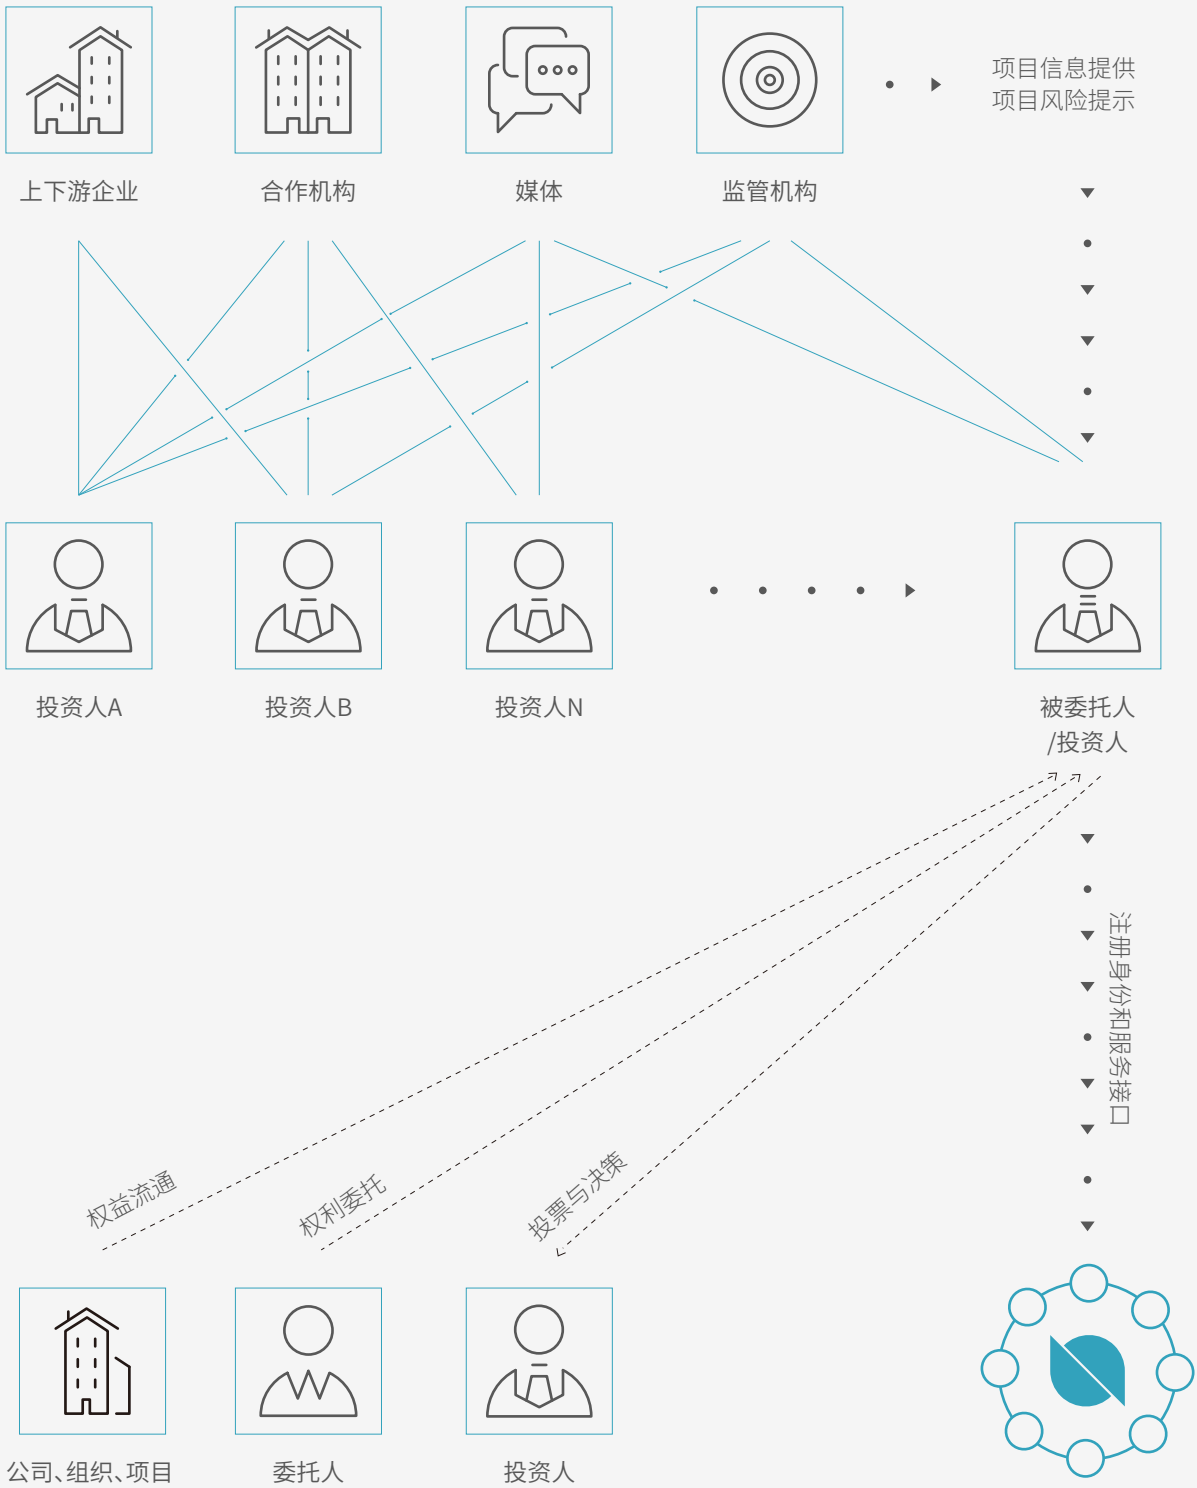 项目信息提供
项目风险提示
上下游企业
合作机构
媒体
监管机构
投资人A
投资人B
投资人N
被委托人
/投资人
注册身份和服务接口
权益流通
权利委托
投票与决策
公司、组织、项目
委托人
投资人